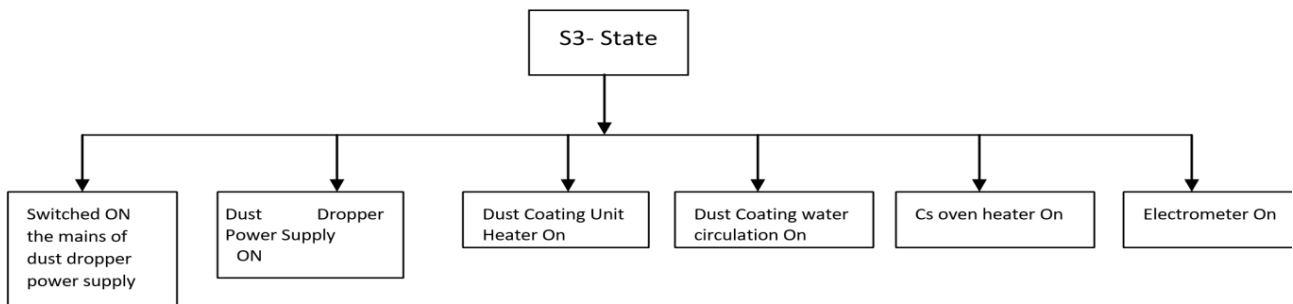 S3- State
Switched ON
the mains of
dust dropper
power supply
Dust Dropper
Power Supply
ON
Dust Coating Unit
Heater On
Dust Coating water
circulation On
Cs oven heater On
Electrometer On